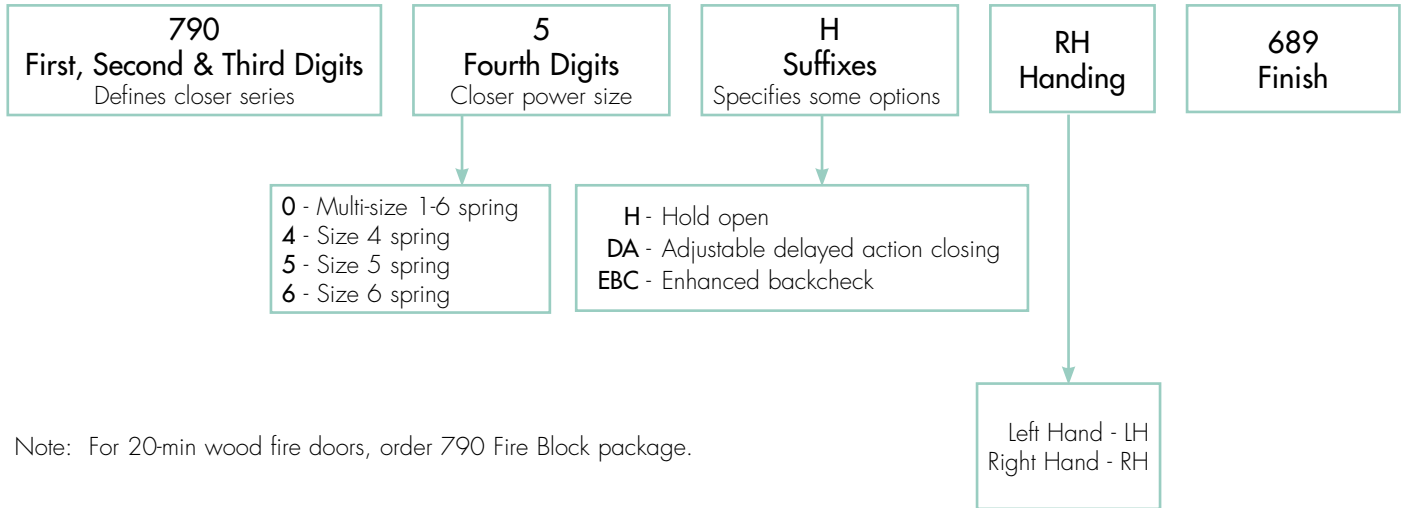 790
First, Second & Third Digits
Defines closer series
5
Fourth Digits
Closer power size
H
Suffixes
Specifies some options
RH
Handing
689
Finish
0 - Multi-size 1-6 spring
4 - Size 4 spring
5 - Size 5 spring
6 - Size 6 spring
H - Hold open
DA - Adjustable delayed action closing
EBC - Enhanced backcheck
Left Hand - LH
Right Hand - RH
Note: For 20-min wood fire doors, order 790 Fire Block package.